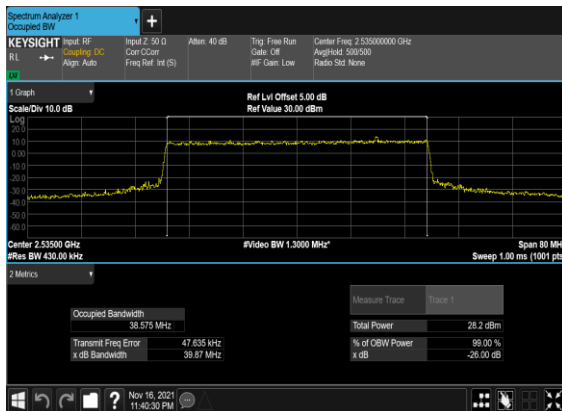 Spectrum Analyzer 1
Occupied BW
KEYSIGHT Input: RF Input Z: 50 Ω Atten: 40 dB Trig: Free Run Center Freq: 2.535000000 GHz
RL Coupling: DC Corr CCorr Gate: Off Avg|Hold: 500/500
Align: Auto Freq Ref: Int (S) #IF Gain: Low Radio Std: None
1 Graph Ref Lvl Offset 5.00 dB
Scale/Div 10.0 dB Ref Value 30.00 dBm
Log
20.0
10.0
0.00
-10.0
-20.0
-30.0
-40.0
-50.0
-60.0
Center 2.53500 GHz #Video BW 1.3000 MHz* Span 80 MH
#Res BW 430.00 kHz Sweep 1.00 ms (1001 pts
2 Metrics
Measure Trace Trace 1
Occupied Bandwidth
38.575 MHz Total Power 28.2 dBm
Transmit Freq Error 47.635 kHz % of OBW Power 99.00 %
x dB Bandwidth 39.87 MHz x dB -26.00 dB
? Nov 16, 2021
11:40:30 PM